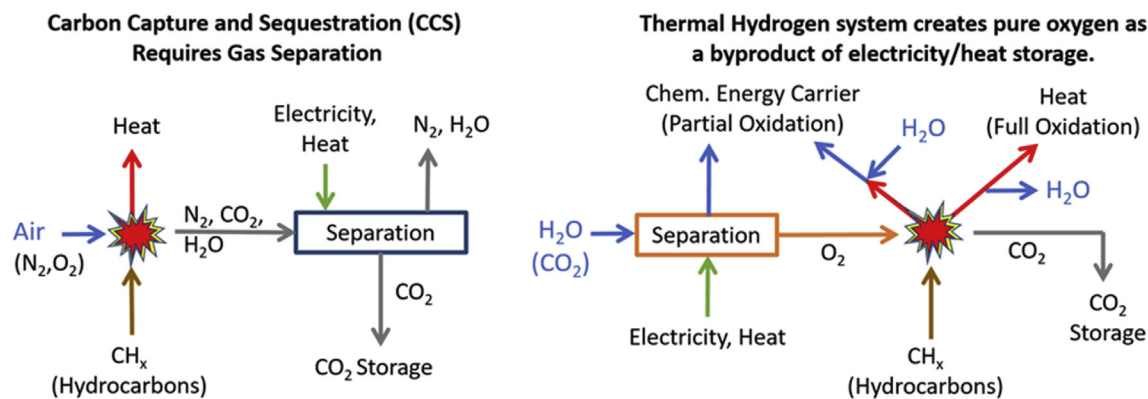 Carbon Capture and Sequestration (CCS)
Requires Gas Separation
Electricity,
Heat
Heat
N₂, H₂O
Air
(N₂,O₂)
N₂, CO₂,
H₂O
Separation
CO₂
CHₓ
(Hydrocarbons)
CO₂ Storage
Thermal Hydrogen system creates pure oxygen as
a byproduct of electricity/heat storage.
Chem. Energy Carrier
(Partial Oxidation)
Heat
(Full Oxidation)
H₂O
H₂O
H₂O
(CO₂)
Separation
O₂
CO₂
CO₂
Storage
Electricity, Heat
CHₓ
(Hydrocarbons)